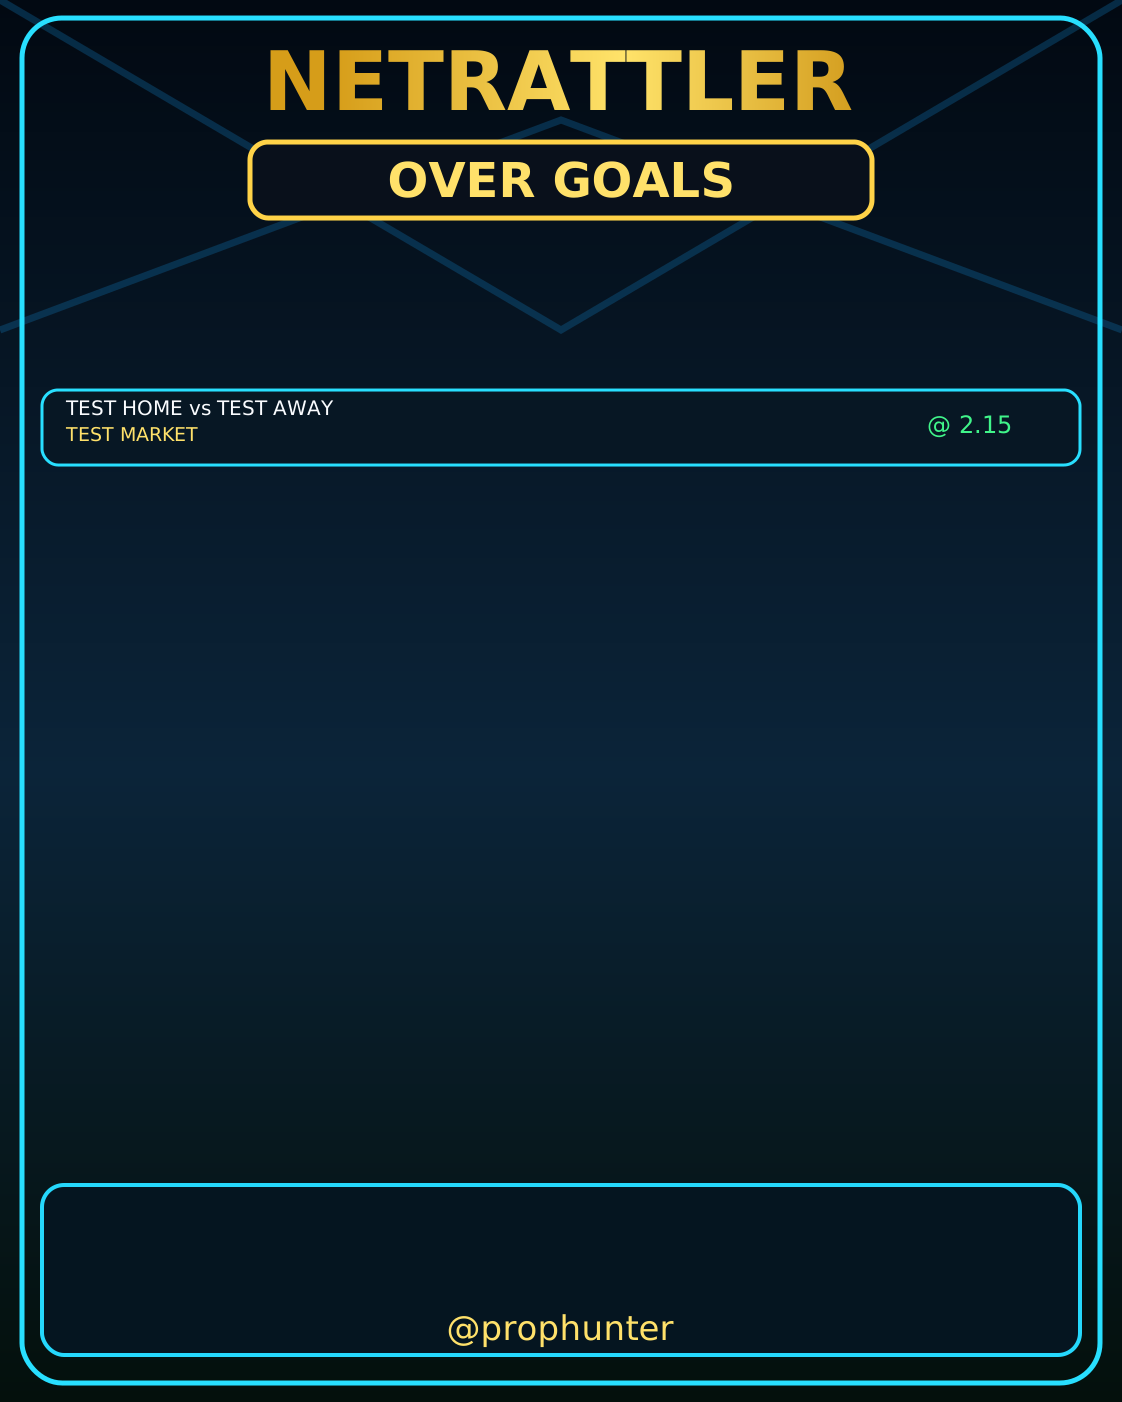 NETRATTLER
OVER GOALS
TEST HOME vs TEST AWAY
TEST MARKET
@ 2.15
@prophunter